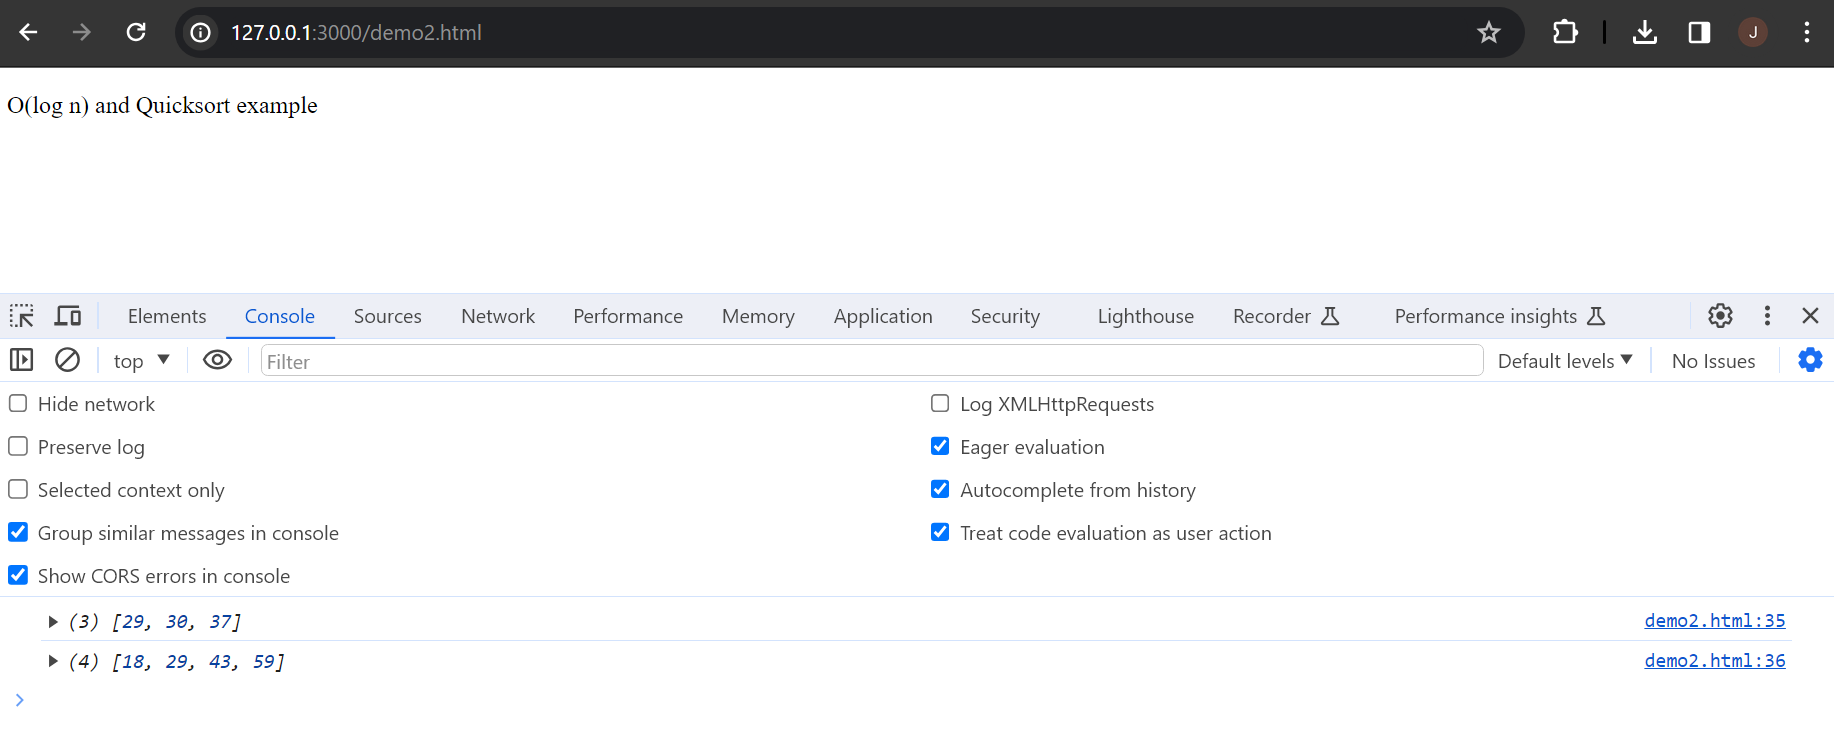 127.0.0.1:3000/demo2.html
J
O(log n) and Quicksort example
Elements Console Sources Network Performance Memory Application Security Lighthouse Recorder Performance insights
top Filter Default levels No Issues
Hide network Log XMLHttpRequests
Preserve log Eager evaluation
Selected context only Autocomplete from history
Group similar messages in console Treat code evaluation as user action
Show CORS errors in console
(3) [29, 30, 37] demo2.html:35
(4) [18, 29, 43, 59] demo2.html:36